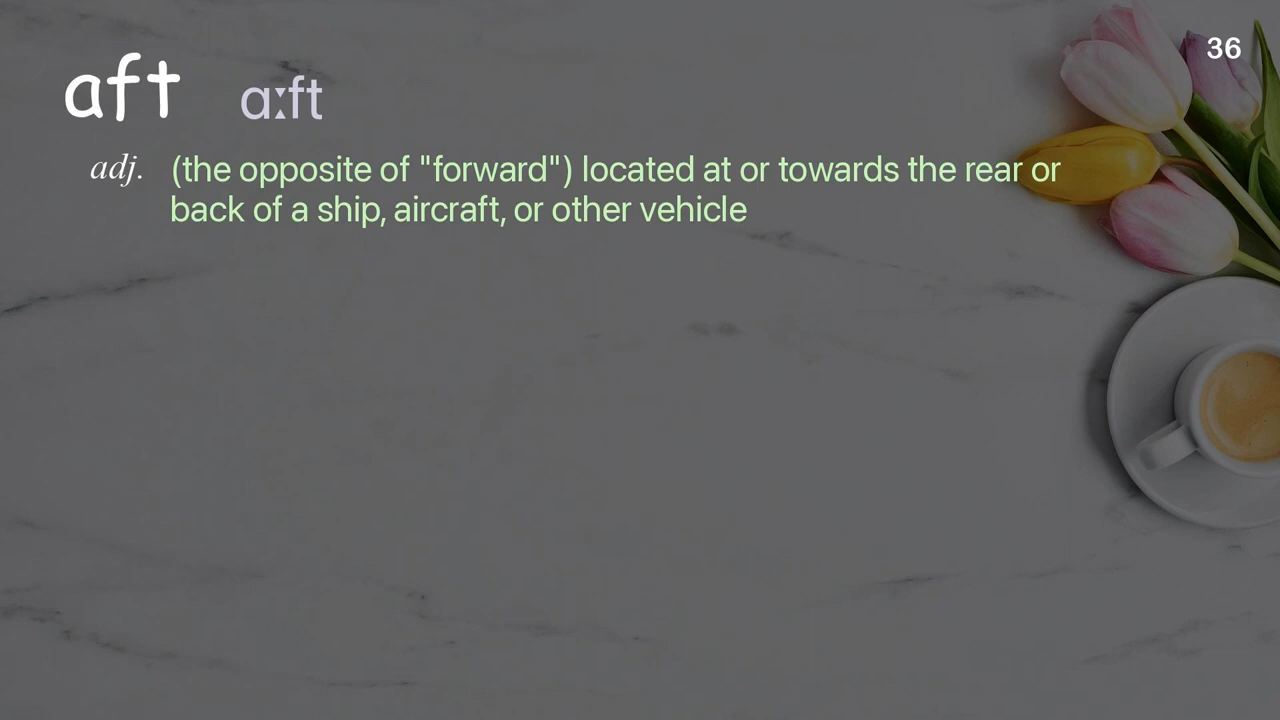 36
aft ɑːft
adj. (the opposite of "forward") located at or towards the rear or
back of a ship, aircraft, or other vehicle